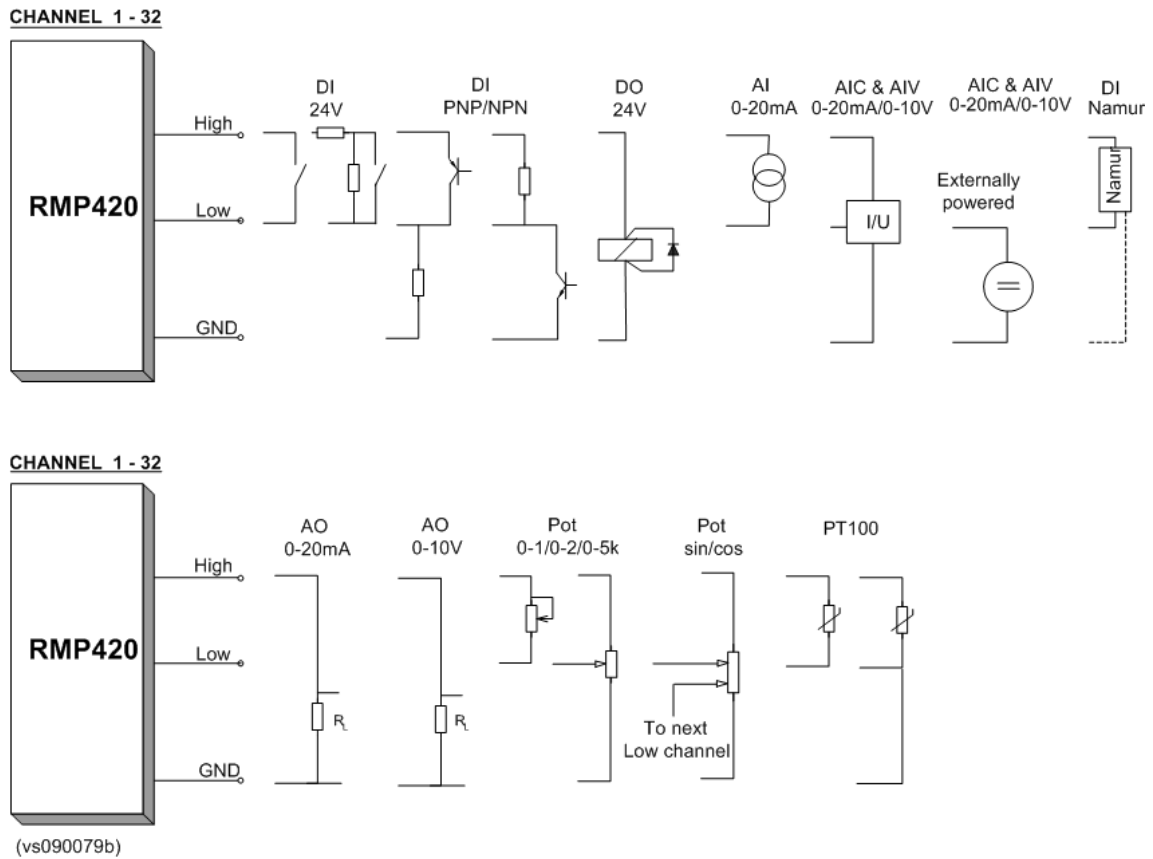 CHANNEL 1 - 32
DI
24V
DI
PNP/NPN
DO
24V
AI
0-20mA
AIC & AIV
0-20mA/0-10V
AIC & AIV
0-20mA/0-10V
DI
Namur
High
Low
GND
RMP420
I/U
Externally
powered
Namur
CHANNEL 1 - 32
AO
0-20mA
AO
0-10V
Pot
0-1/0-2/0-5k
Pot
sin/cos
PT100
High
Low
GND
RMP420
RL
RL
To next
Low channel
(vs090079b)